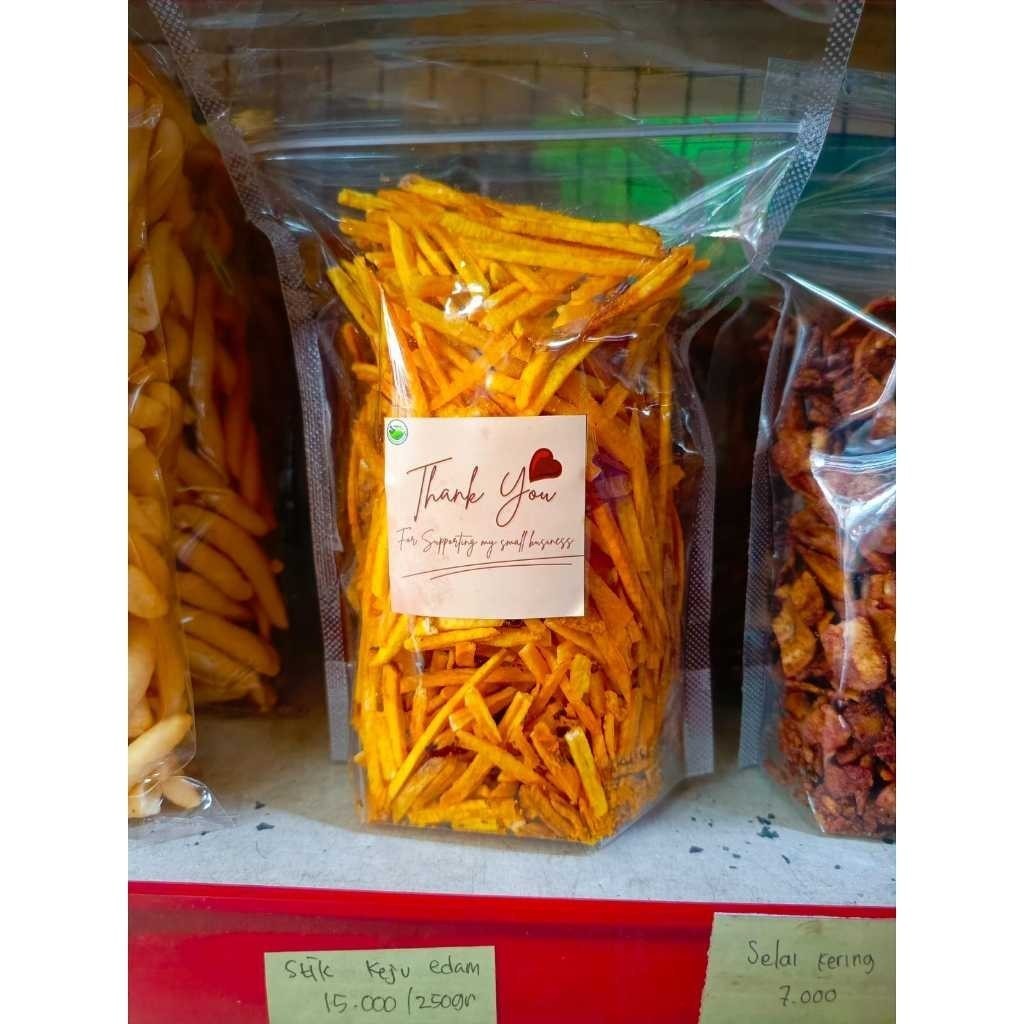 Thank You
For Supporting my small business
Stik Keju edam
15.000/250gr
Selai kering
7.000